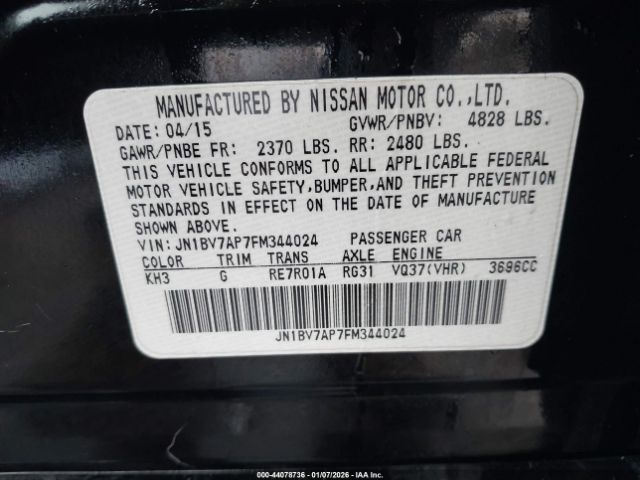 MANUFACTURED BY NISSAN MOTOR CO.,LTD.
DATE: 04/15 GVWR/PNBV: 4828 LBS.
GAWR/PNBE FR: 2370 LBS. RR: 2480 LBS.
THIS VEHICLE CONFORMS TO ALL APPLICABLE FEDERAL
MOTOR VEHICLE SAFETY,BUMPER,AND THEFT PREVENTION
STANDARDS IN EFFECT ON THE DATE OF MANUFACTURE
SHOWN ABOVE.
VIN: JN1BV7AP7FM344024 PASSENGER CAR
COLOR TRIM TRANS AXLE ENGINE
KH3 G RE7R01A RG31 VQ37(VHR) 3696CC
JN1BV7AP7FM344024
000-44078736 - 01/07/2026 - IAA Inc.